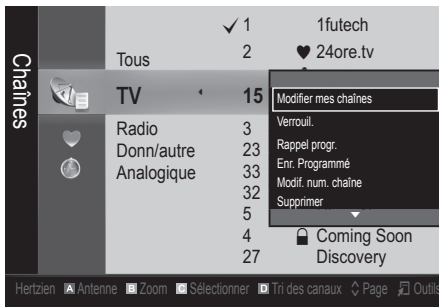 Chaînes
1 1futech
Tous 2 24ore.tv
TV 15
Radio 3
Donn/autre 23
Analogique 33
32
5
4 Coming Soon
27 Discovery
Modifier mes chaînes
Verrouil.
Rappel progr.
Enr. Programmé
Modif. num. chaîne
Supprimer
Hertzien A Antenne B Zoom C Sélectionner D Tri des canaux Page Outils